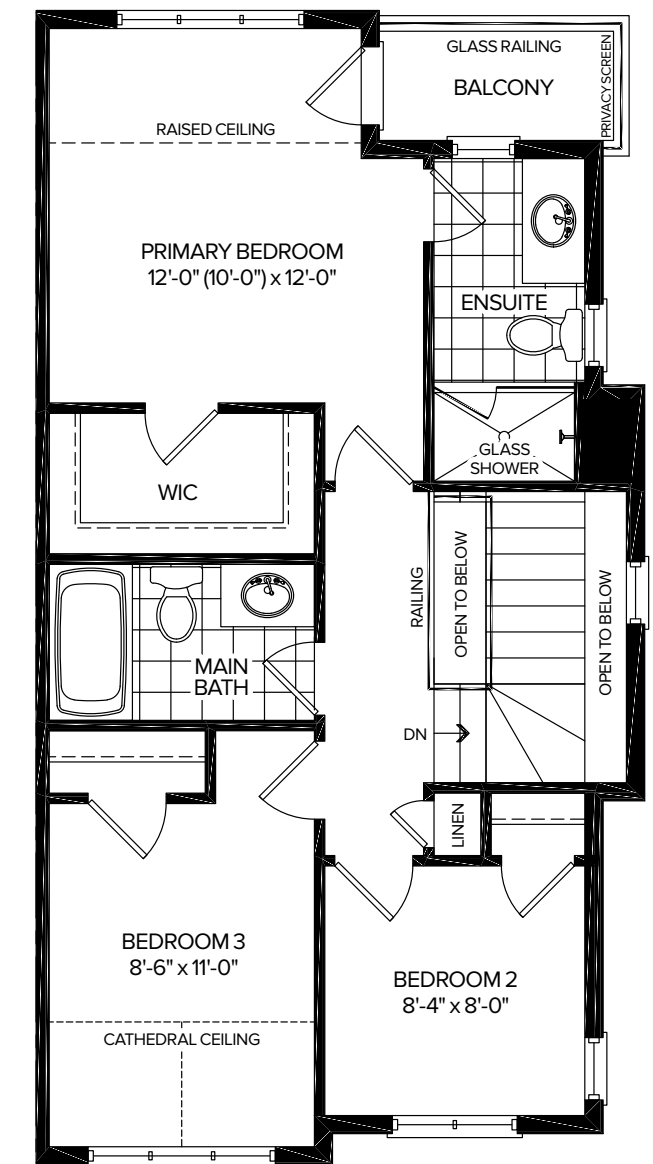 GLASS RAILING
BALCONY
PRIVACY SCREEN
RAISED CEILING
PRIMARY BEDROOM
12'-0" (10'-0") x 12'-0"
ENSUITE
GLASS
SHOWER
WIC
RAILING
OPEN TO BELOW
OPEN TO BELOW
MAIN
BATH
DN
LINEN
BEDROOM 3
8'-6" x 11'-0"
BEDROOM 2
8'-4" x 8'-0"
CATHEDRAL CEILING